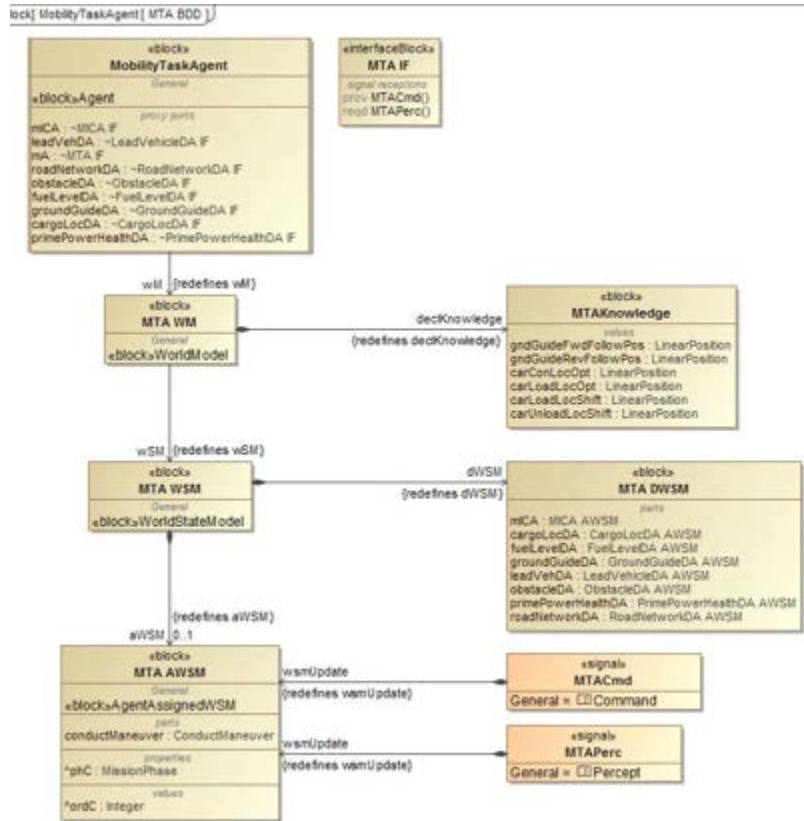 lock] MobilityTaskAgent [ MTA BDD ]
«block»
MobilityTaskAgent
General
«block»Agent
proxy ports
mICA : ~MICA IF
leadVehDA : ~LeadVehicleDA IF
mA : ~MTA IF
roadNetworkDA : ~RoadNetworkDA IF
obstacleDA : ~ObstacleDA IF
fuelLevelDA : ~FuelLevelDA IF
groundGuideDA : ~GroundGuideDA IF
cargoLocDA : ~CargoLocDA IF
primePowerHealthDA : ~PrimePowerHealthDA IF
«interfaceBlock»
MTA IF
signal receptions
prov MTACmd()
reqd MTAPerc()
wM {redefines wM}
«block»
MTA WM
General
«block»WorldModel
declKnowledge
{redefines declKnowledge}
«block»
MTAKnowledge
values
gndGuideFwdFollowPos : LinearPosition
gndGuideRevFollowPos : LinearPosition
carConLocOpt : LinearPosition
carLoadLocOpt : LinearPosition
carLoadLocShift : LinearPosition
carUnloadLocShift : LinearPosition
wSM {redefines wSM}
«block»
MTA WSM
General
«block»WorldStateModel
dWSM
{redefines dWSM}
«block»
MTA DWSM
parts
mICA : MICA AWSM
cargoLocDA : CargoLocDA AWSM
fuelLevelDA : FuelLevelDA AWSM
groundGuideDA : GroundGuideDA AWSM
leadVehDA : LeadVehicleDA AWSM
obstacleDA : ObstacleDA AWSM
primePowerHealthDA : PrimePowerHealthDA AWSM
roadNetworkDA : RoadNetworkDA AWSM
{redefines aWSM}
aWSM 0..1
«block»
MTA AWSM
General
«block»AgentAssignedWSM
parts
conductManeuver : ConductManeuver
properties
^phC : MissionPhase
values
^ordC : Integer
wsmUpdate
{redefines wsmUpdate}
«signal»
MTACmd
General = Command
wsmUpdate
{redefines wsmUpdate}
«signal»
MTAPerc
General = Percept